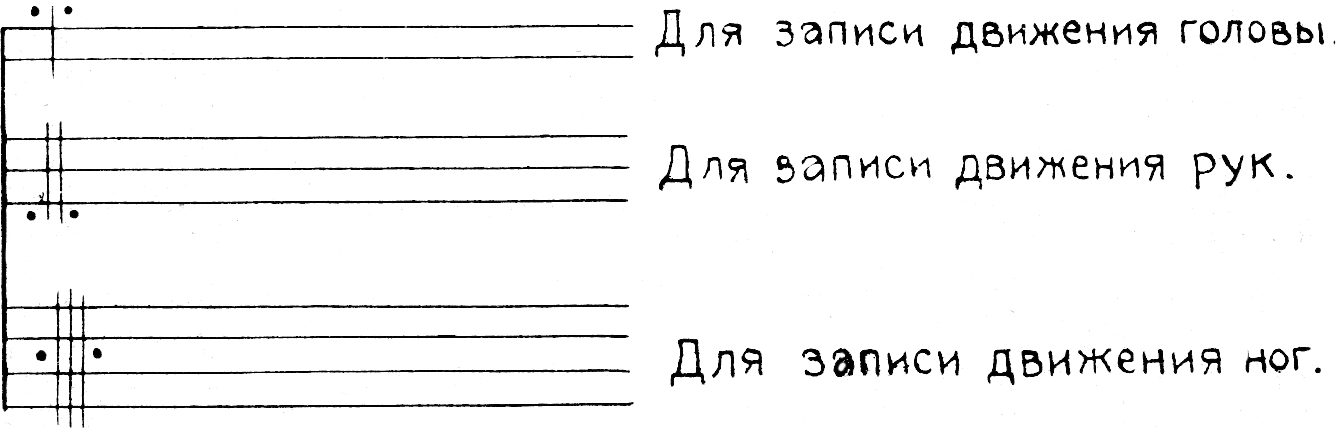 Для записи движения головы.
Для записи движения рук.
Для записи движения ног.